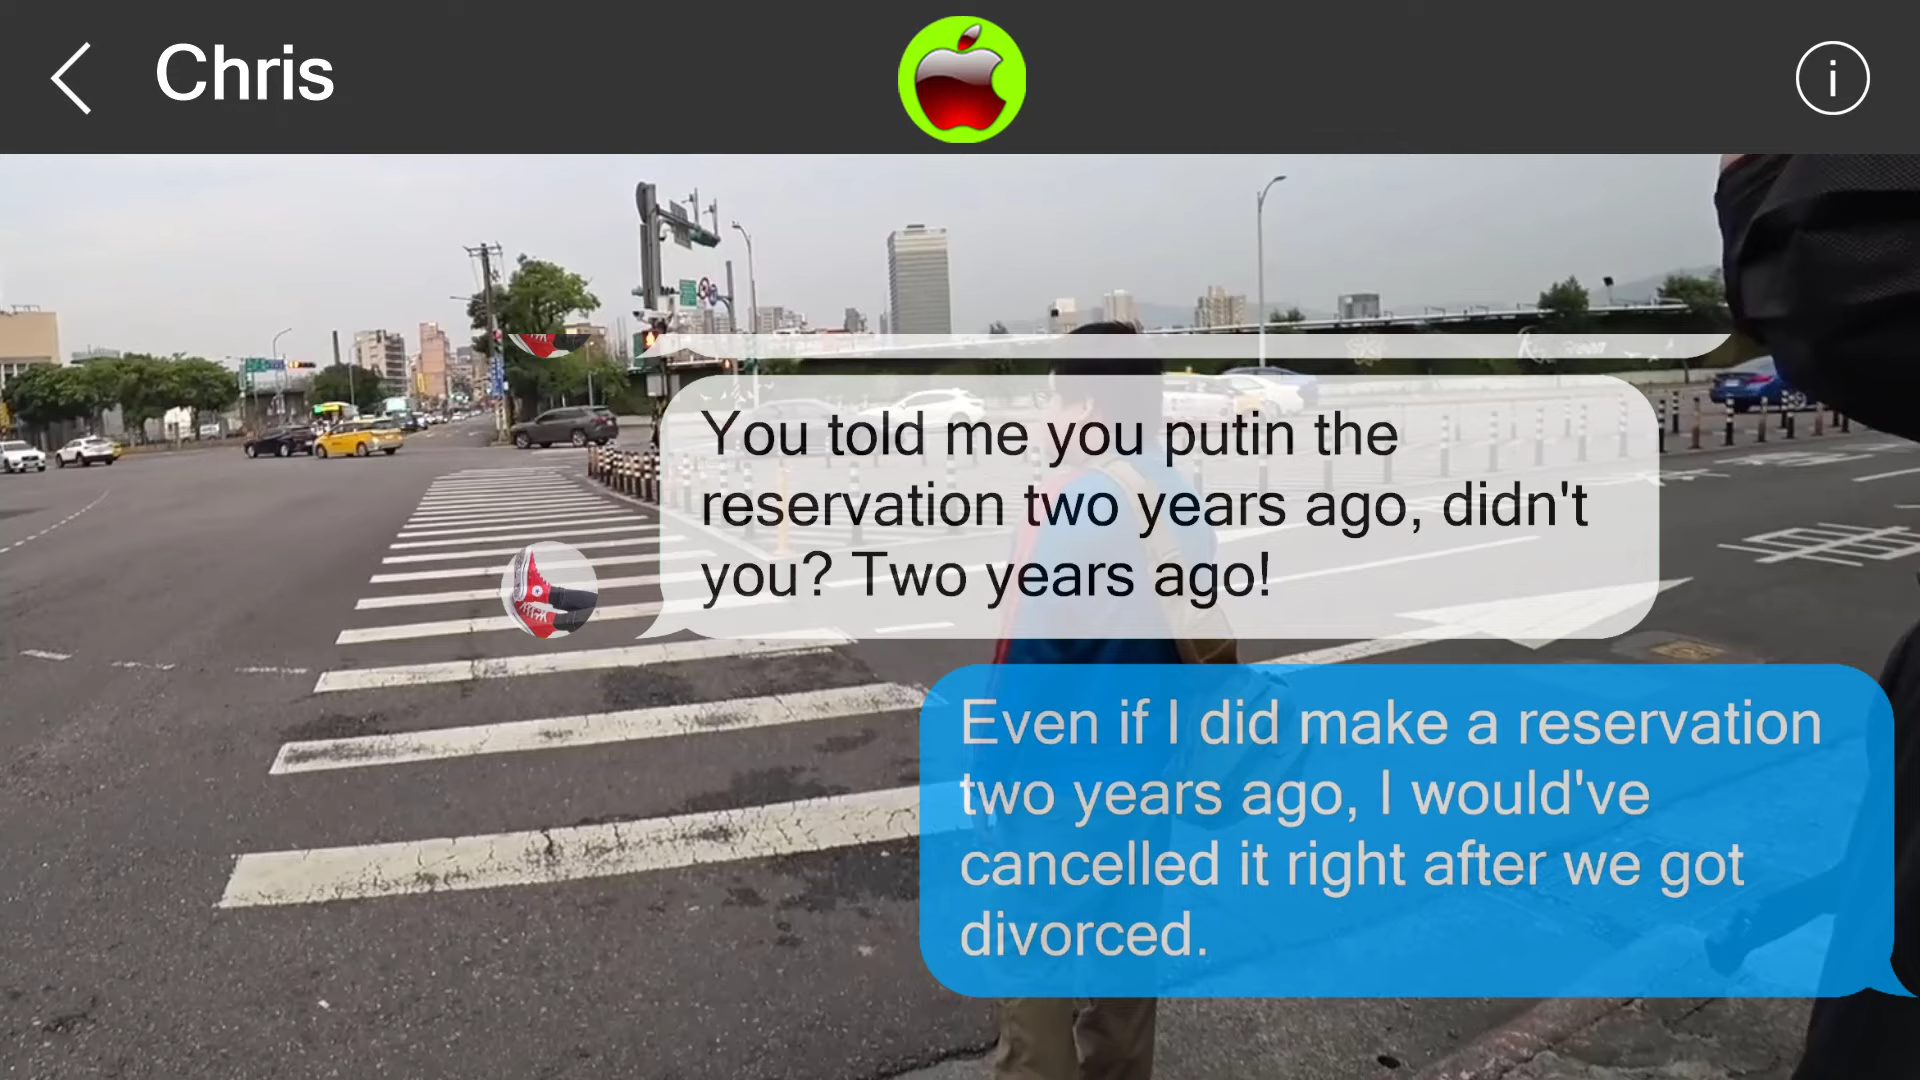 Chris
i
You told me you putin the
reservation two years ago, didn't
you? Two years ago!
Even if I did make a reservation
two years ago, I would've
cancelled it right after we got
divorced.